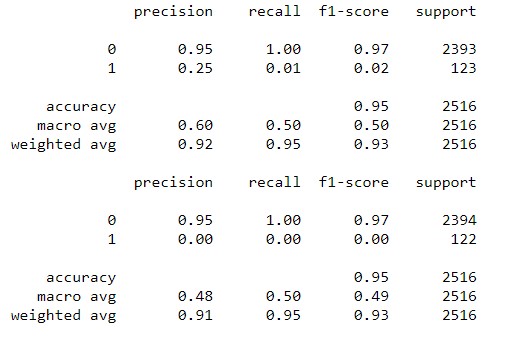 precision recall f1-score support
0 0.95 1.00 0.97 2393
1 0.25 0.01 0.02 123
accuracy 0.95 2516
macro avg 0.60 0.50 0.50 2516
weighted avg 0.92 0.95 0.93 2516
precision recall f1-score support
0 0.95 1.00 0.97 2394
1 0.00 0.00 0.00 122
accuracy 0.95 2516
macro avg 0.48 0.50 0.49 2516
weighted avg 0.91 0.95 0.93 2516